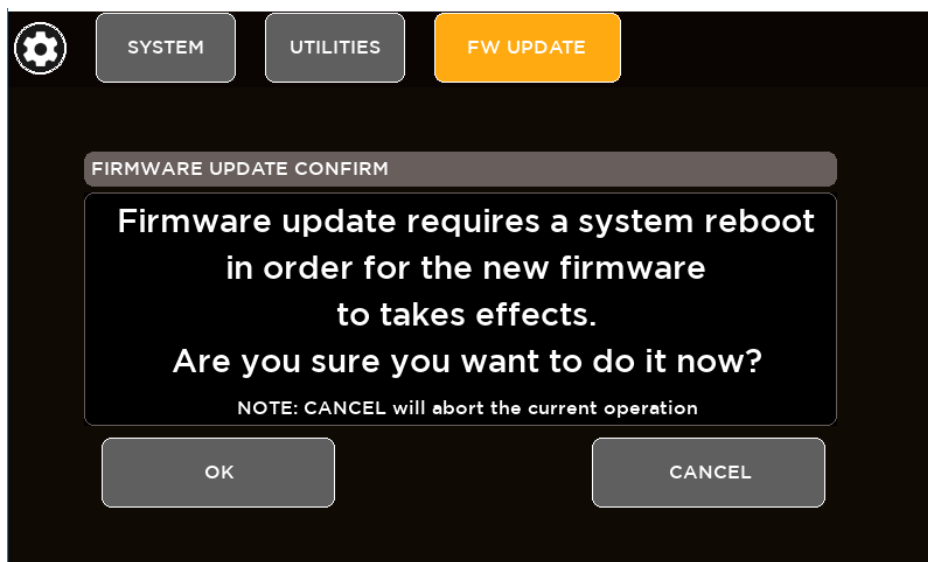 SYSTEM
UTILITIES
FW UPDATE
FIRMWARE UPDATE CONFIRM
Firmware update requires a system reboot
in order for the new firmware
to takes effects.
Are you sure you want to do it now?
NOTE: CANCEL will abort the current operation
OK
CANCEL